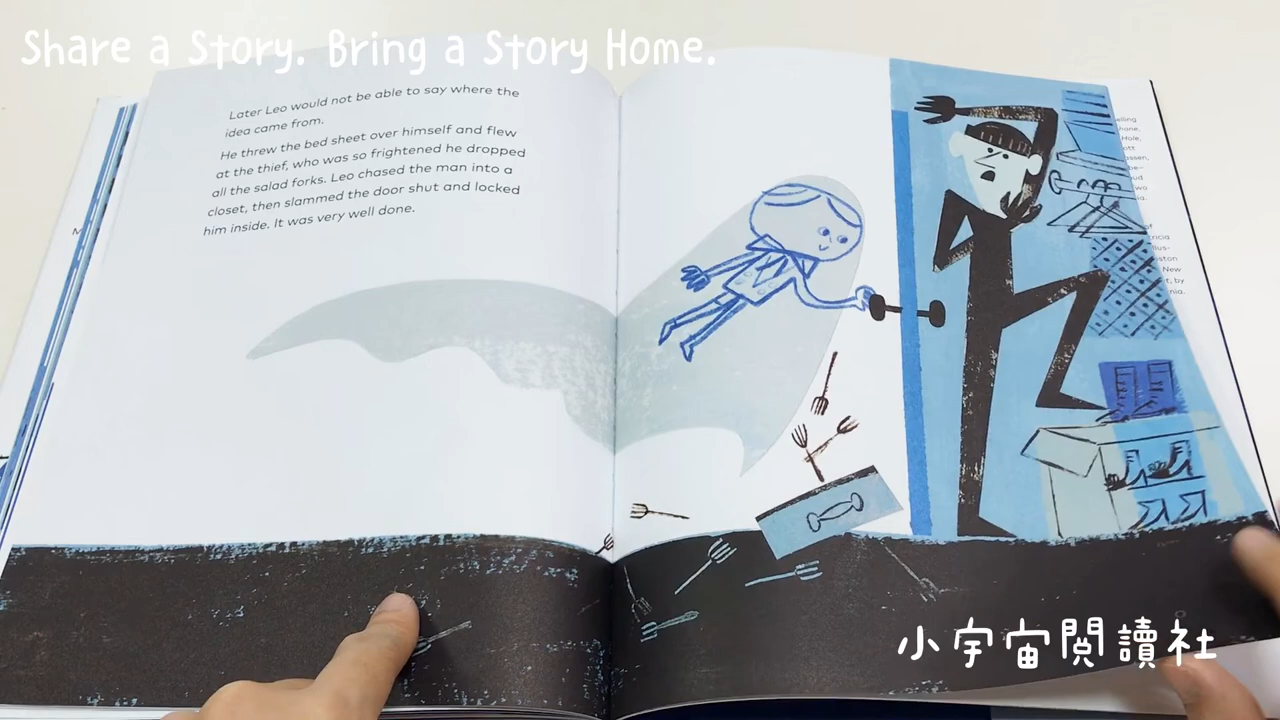 Share a Story. Bring a Story Home.
Later Leo would not be able to say where the
idea came from.
He threw the bed sheet over himself and flew
at the thief, who was so frightened he dropped
all the salad forks. Leo chased the man into a
closet, then slammed the door shut and locked
him inside. It was very well done.
小宇宙閱讀社